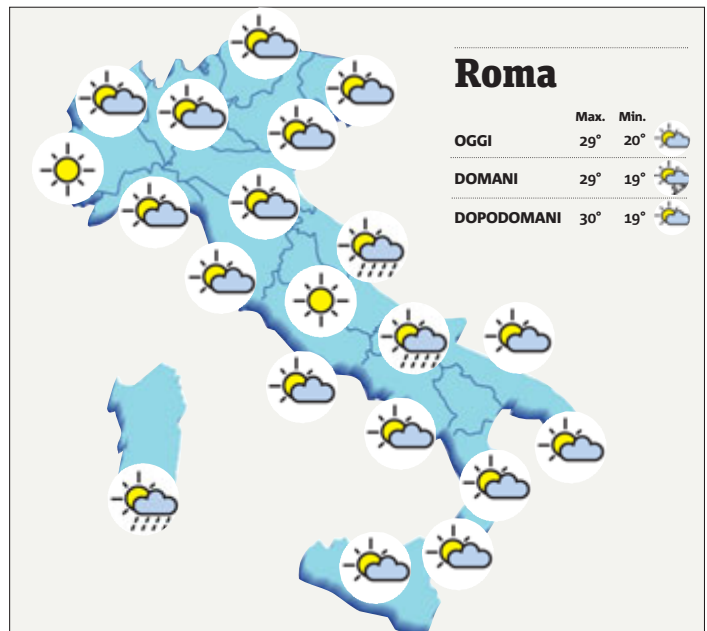 Roma
Max. Min.
OGGI 29° 20°
DOMANI 29° 19°
DOPODOMANI 30° 19°